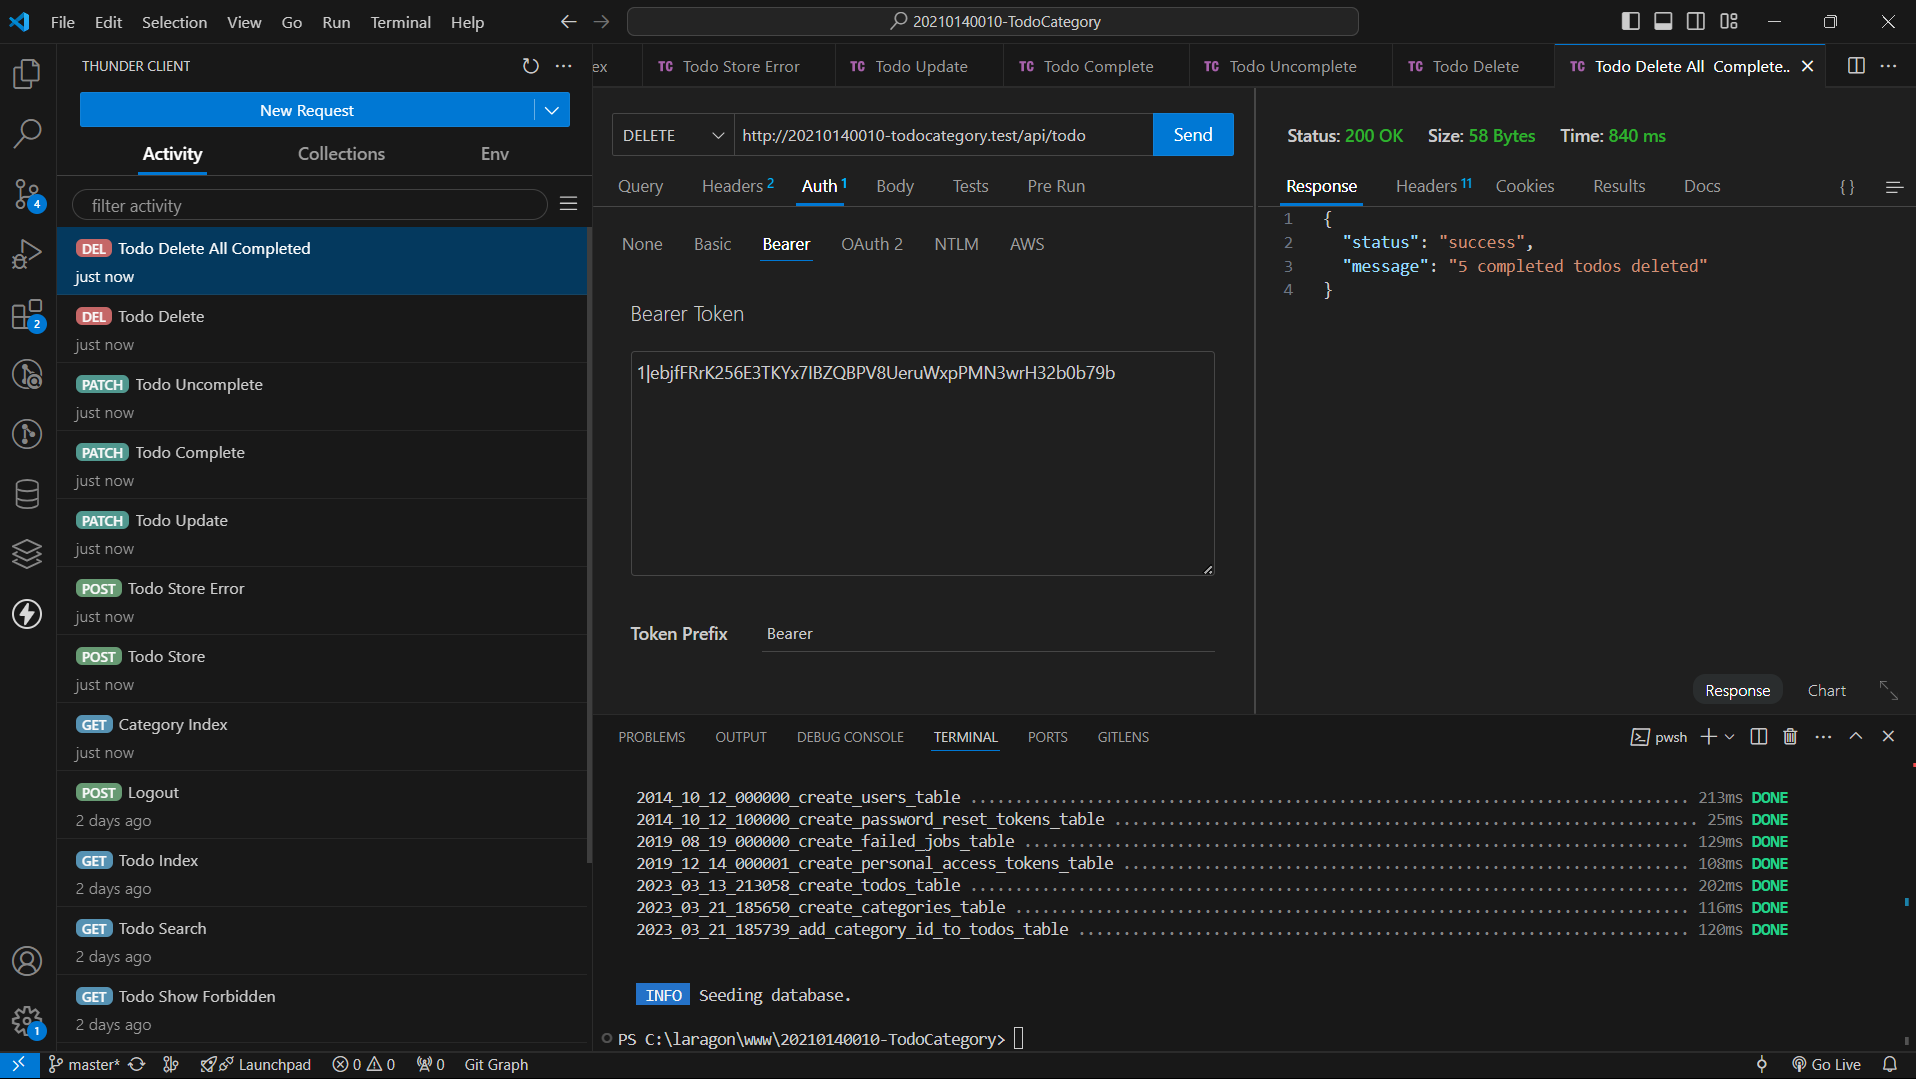 File Edit Selection View Go Run Terminal Help
20210140010-TodoCategory
THUNDER CLIENT
New Request
Activity Collections Env
filter activity
DEL Todo Delete All Completed
just now
DEL Todo Delete
just now
PATCH Todo Uncomplete
just now
PATCH Todo Complete
just now
PATCH Todo Update
just now
POST Todo Store Error
just now
POST Todo Store
just now
GET Category Index
just now
POST Logout
2 days ago
GET Todo Index
2 days ago
GET Todo Search
2 days ago
GET Todo Show Forbidden
2 days ago
4
2
1
ex TC Todo Store Error TC Todo Update TC Todo Complete TC Todo Uncomplete TC Todo Delete TC Todo Delete All Complete..
DELETE http://20210140010-todocategory.test/api/todo Send
Query Headers 2 Auth 1 Body Tests Pre Run
None Basic Bearer OAuth 2 NTLM AWS
Bearer Token
1|ebjfFRrK256E3TKYx7IBZQBPV8UeruWxpPMN3wrH32b0b79b
Token Prefix Bearer
Status: 200 OK Size: 58 Bytes Time: 840 ms
Response Headers 11 Cookies Results Docs {}
1 {
2 "status": "success",
3 "message": "5 completed todos deleted"
4 }
Response Chart
PROBLEMS OUTPUT DEBUG CONSOLE TERMINAL PORTS GITLENS
pwsh
2014_10_12_000000_create_users_table ........ 213ms DONE
2014_10_12_100000_create_password_reset_tokens_table ........ 25ms DONE
2019_08_19_000000_create_failed_jobs_table ........ 129ms DONE
2019_12_14_000001_create_personal_access_tokens_table ........ 108ms DONE
2023_03_13_213058_create_todos_table ........ 202ms DONE
2023_03_21_185650_create_categories_table ........ 116ms DONE
2023_03_21_185739_add_category_id_to_todos_table ........ 120ms DONE
INFO Seeding database.
PS C:\laragon\www\20210140010-TodoCategory>
master* Launchpad 0 0 0 Git Graph Go Live